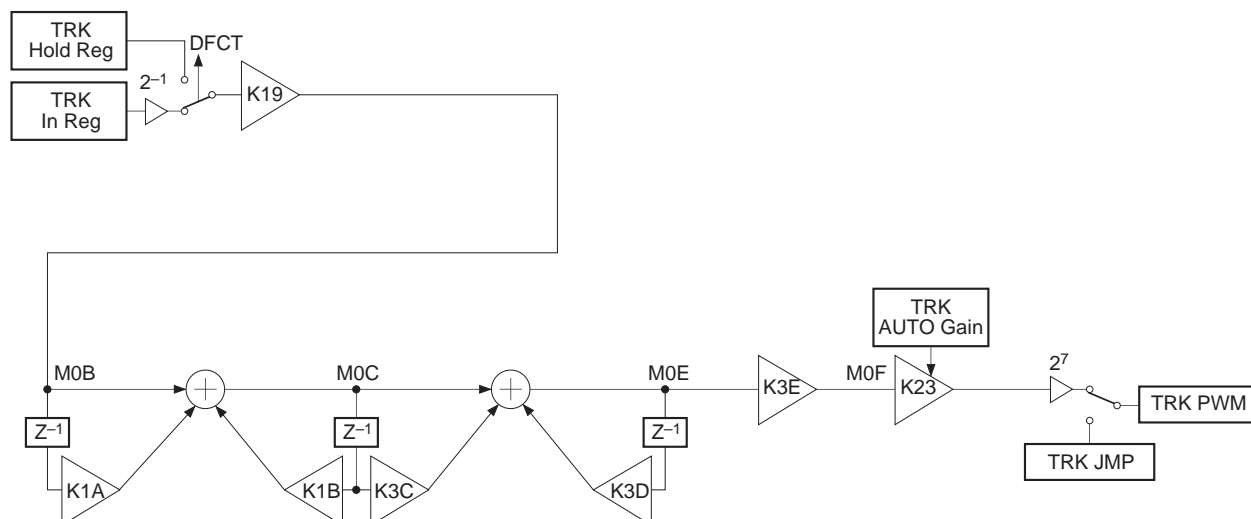 TRK
Hold Reg
DFCT
2⁻¹
TRK
In Reg
K19
TRK
AUTO Gain
M0B
M0C
M0E
K3E
M0F
K23
2⁷
TRK PWM
Z⁻¹
Z⁻¹
Z⁻¹
TRK JMP
K1A
K1B
K3C
K3D